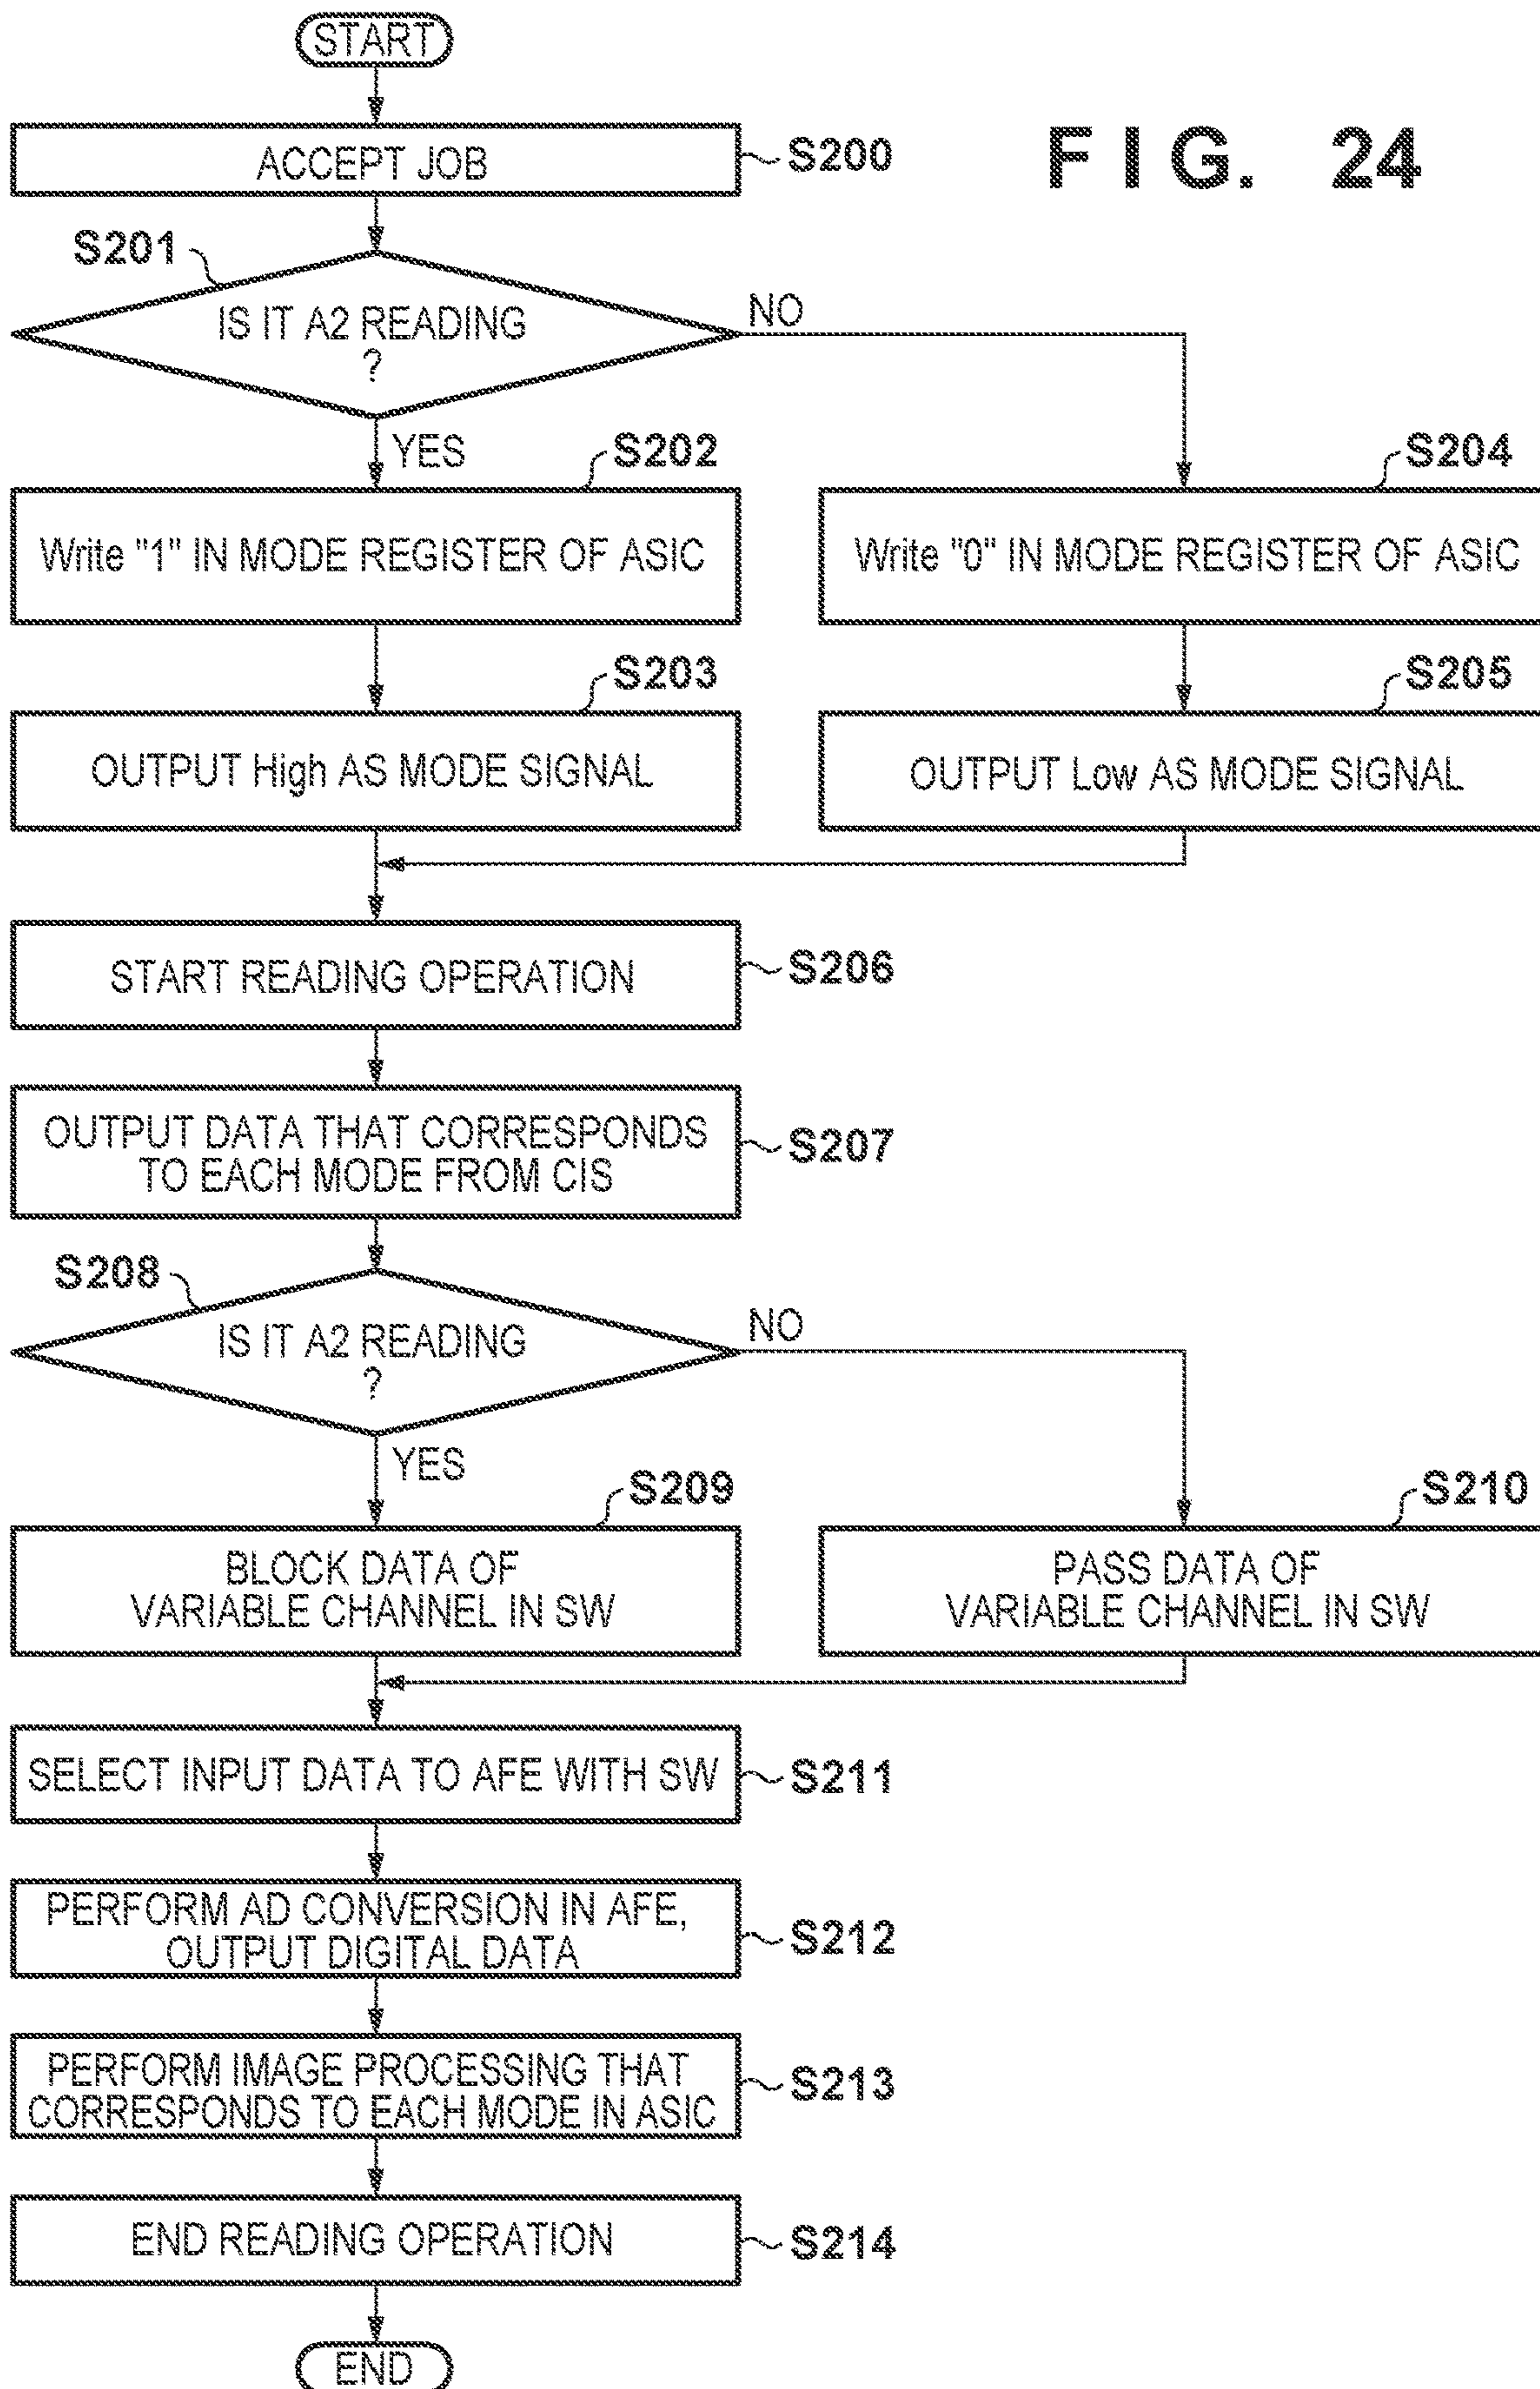 START
F I G. 24
ACCEPT JOB
S200
S201
IS IT A2 READING
?
NO
YES
S202
S204
Write "1" IN MODE REGISTER OF ASIC
Write "0" IN MODE REGISTER OF ASIC
S203
S205
OUTPUT High AS MODE SIGNAL
OUTPUT Low AS MODE SIGNAL
START READING OPERATION
S206
OUTPUT DATA THAT CORRESPONDS
TO EACH MODE FROM CIS
S207
S208
IS IT A2 READING
?
NO
YES
S209
S210
BLOCK DATA OF
VARIABLE CHANNEL IN SW
PASS DATA OF
VARIABLE CHANNEL IN SW
SELECT INPUT DATA TO AFE WITH SW
S211
PERFORM AD CONVERSION IN AFE,
OUTPUT DIGITAL DATA
S212
PERFORM IMAGE PROCESSING THAT
CORRESPONDS TO EACH MODE IN ASIC
S213
END READING OPERATION
S214
END